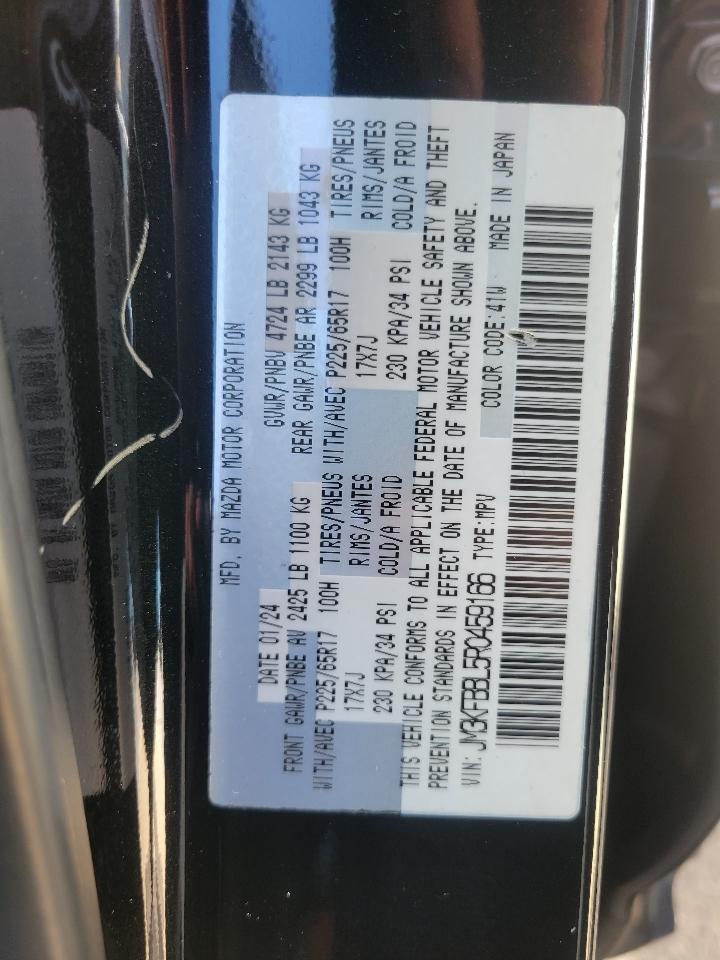 MFD. BY MAZDA MOTOR CORPORATION
DATE 01/24 GVWR/PNBV 4724 LB 2143 KG
FRONT GAWR/PNBE AV 2425 LB 1100 KG REAR GAWR/PNBE AR 2299 LB 1043 KG
WITH/AVEC P225/65R17 100H TIRES/PNEUS WITH/AVEC P225/65R17 100H TIRES/PNEUS
17X7J RIMS/JANTES 17X7J RIMS/JANTES
230 KPA/34 PSI COLD/A FROID 230 KPA/34 PSI COLD/A FROID
THIS VEHICLE CONFORMS TO ALL APPLICABLE FEDERAL MOTOR VEHICLE SAFETY AND THEFT
PREVENTION STANDARDS IN EFFECT ON THE DATE OF MANUFACTURE SHOWN ABOVE.
VIN: JM3KFBBL5R0459166 TYPE:MPV COLOR CODE:41W MADE IN JAPAN